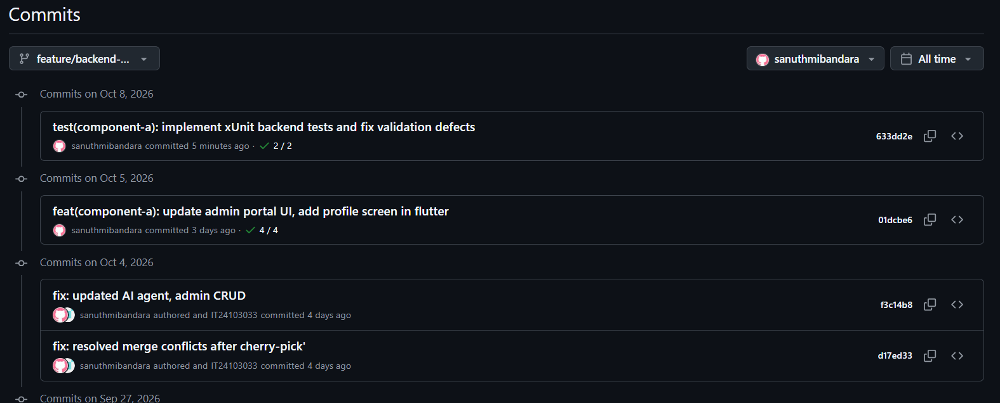 Commits
feature/backend-...
sanuthmibandara
All time
Commits on Oct 8, 2026
test(component-a): implement xUnit backend tests and fix validation defects
sanuthmibandara committed 5 minutes ago · 2 / 2
633dd2e
Commits on Oct 5, 2026
feat(component-a): update admin portal UI, add profile screen in flutter
sanuthmibandara committed 3 days ago · 4 / 4
01dcbe6
Commits on Oct 4, 2026
fix: updated AI agent, admin CRUD
sanuthmibandara authored and IT24103033 committed 4 days ago
f3c14b8
fix: resolved merge conflicts after cherry-pick'
sanuthmibandara authored and IT24103033 committed 4 days ago
d17ed33
Commits on Sep 27, 2026